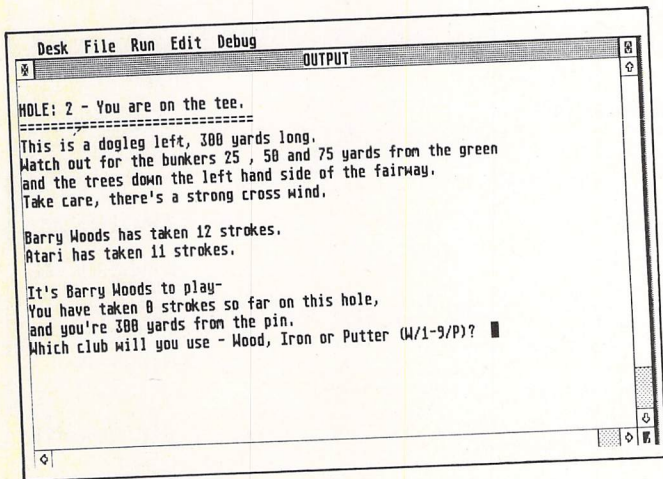 Desk File Run Edit Debug
OUTPUT
HOLE: 2 - You are on the tee.
==============================
This is a dogleg left, 300 yards long.
Watch out for the bunkers 25 , 50 and 75 yards from the green
and the trees down the left hand side of the fairway.
Take care, there's a strong cross wind.
Barry Woods has taken 12 strokes.
Atari has taken 11 strokes.
It's Barry Woods to play-
You have taken 0 strokes so far on this hole,
and you're 300 yards from the pin.
Which club will you use - Wood, Iron or Putter (W/1-9/P)?